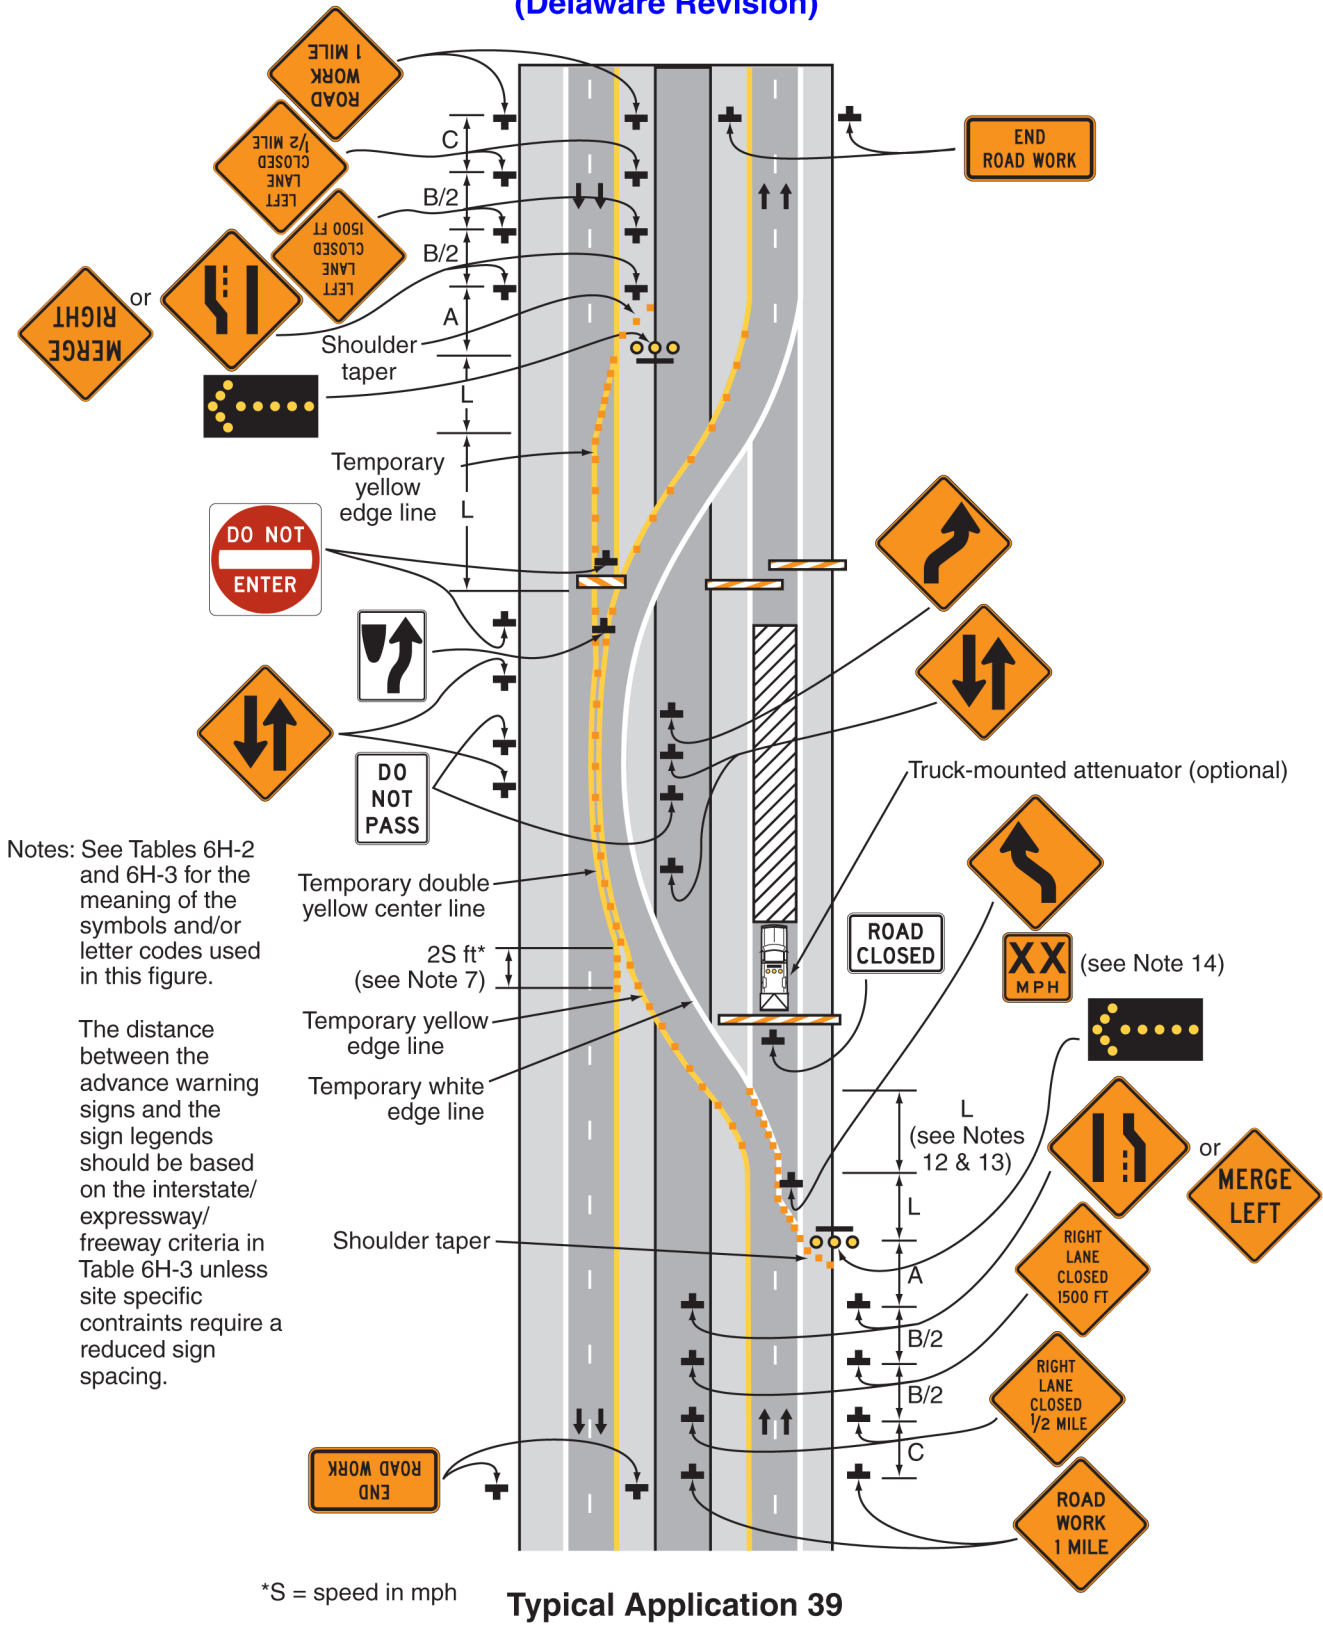 (Delaware Revision)
ROAD
WORK
1 MILE
LEFT
LANE
CLOSED
1/2 MILE
LEFT
LANE
CLOSED
1500 FT
MERGE
RIGHT
or
C
B/2
B/2
A
L
L
END
ROAD WORK
Shoulder
taper
Temporary
yellow
edge line
DO NOT
ENTER
DO
NOT
PASS
Truck-mounted attenuator (optional)
Notes: See Tables 6H-2
and 6H-3 for the
meaning of the
symbols and/or
letter codes used
in this figure.
The distance
between the
advance warning
signs and the
sign legends
should be based
on the interstate/
expressway/
freeway criteria in
Table 6H-3 unless
site specific
contraints require a
reduced sign
spacing.
Temporary double
yellow center line
2S ft*
(see Note 7)
Temporary yellow
edge line
Temporary white
edge line
ROAD
CLOSED
XX
MPH
(see Note 14)
L
(see Notes
12 & 13)
L
A
B/2
B/2
C
or
MERGE
LEFT
Shoulder taper
RIGHT
LANE
CLOSED
1500 FT
RIGHT
LANE
CLOSED
1/2 MILE
ROAD
WORK
1 MILE
END
ROAD WORK
*S = speed in mph
Typical Application 39